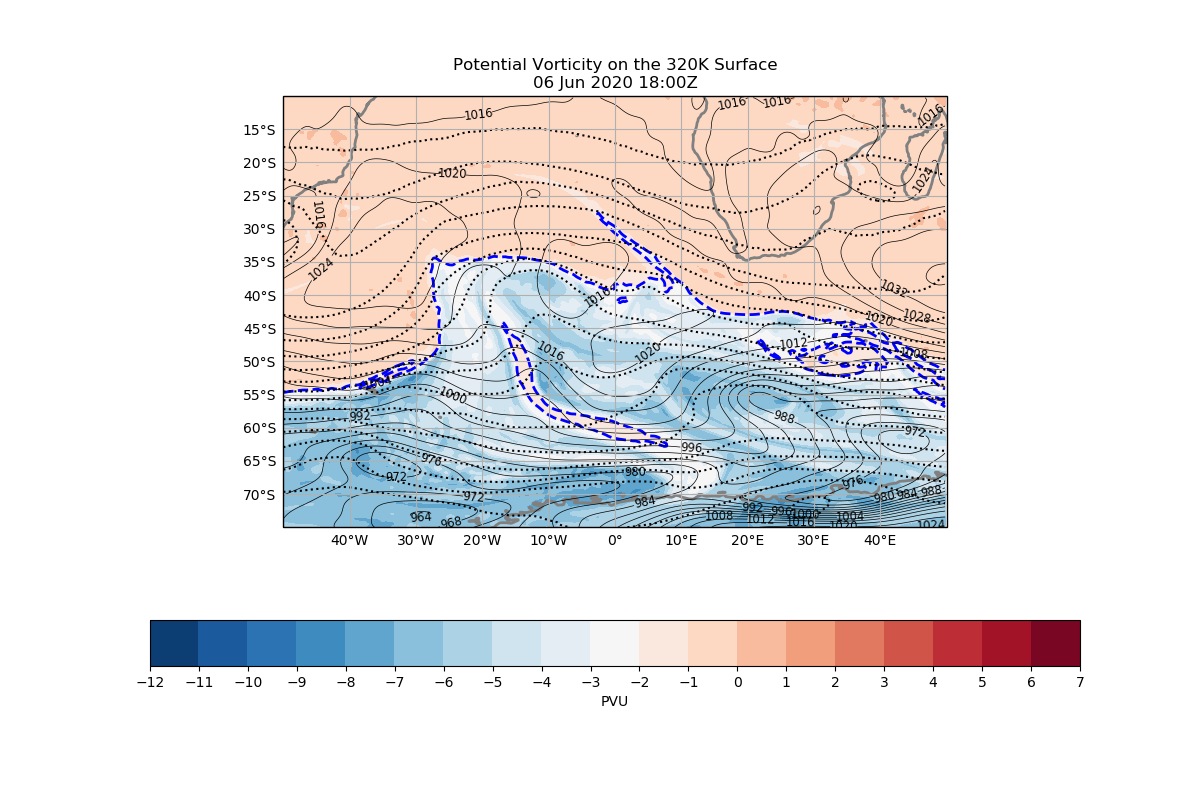 Potential Vorticity on the 320K Surface
06 Jun 2020 18:00Z
1016 1016 1016 1016
15°S
20°S
1020 1024
25°S
1016
30°S
35°S
1024
1032
40°S
1016
1020 1028
45°S
1016 1020 1012 1008
50°S
1004
55°S
1000
992 988
60°S
972
996
65°S
976
972 980 976
70°S
972 984 980 984 988
964 968 1008 992 996 1000 1004
1012 1016 1020 1024
40°W 30°W 20°W 10°W 0° 10°E 20°E 30°E 40°E
−12 −11 −10 −9 −8 −7 −6 −5 −4 −3 −2 −1 0 1 2 3 4 5 6 7
PVU